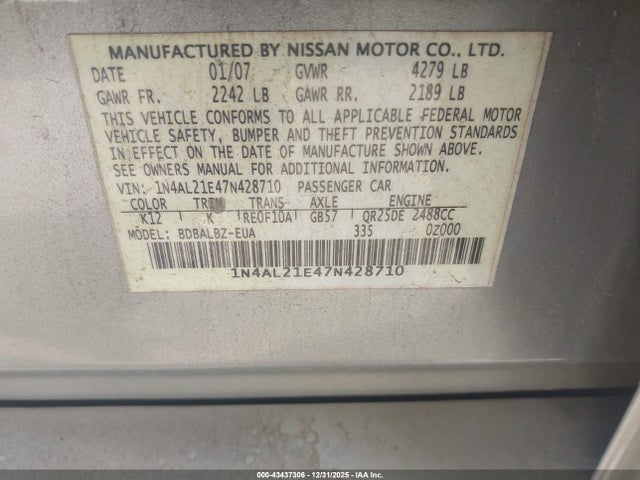 MANUFACTURED BY NISSAN MOTOR CO., LTD.
DATE 01/07 GVWR 4279 LB
GAWR FR. 2242 LB GAWR RR. 2189 LB
THIS VEHICLE CONFORMS TO ALL APPLICABLE FEDERAL MOTOR
VEHICLE SAFETY, BUMPER AND THEFT PREVENTION STANDARDS
IN EFFECT ON THE DATE OF MANUFACTURE SHOWN ABOVE.
SEE OWNERS MANUAL FOR ADDITIONAL INFORMATION.
VIN: 1N4AL21E47N428710 PASSENGER CAR
COLOR TRIM TRANS AXLE ENGINE
K12 K RE0F10A GB57 QR25DE 2488CC
MODEL: BDBALBZ-EUA 335 0Z000
1N4AL21E47N428710
000-43437306 - 12/31/2025 - COPART.COM